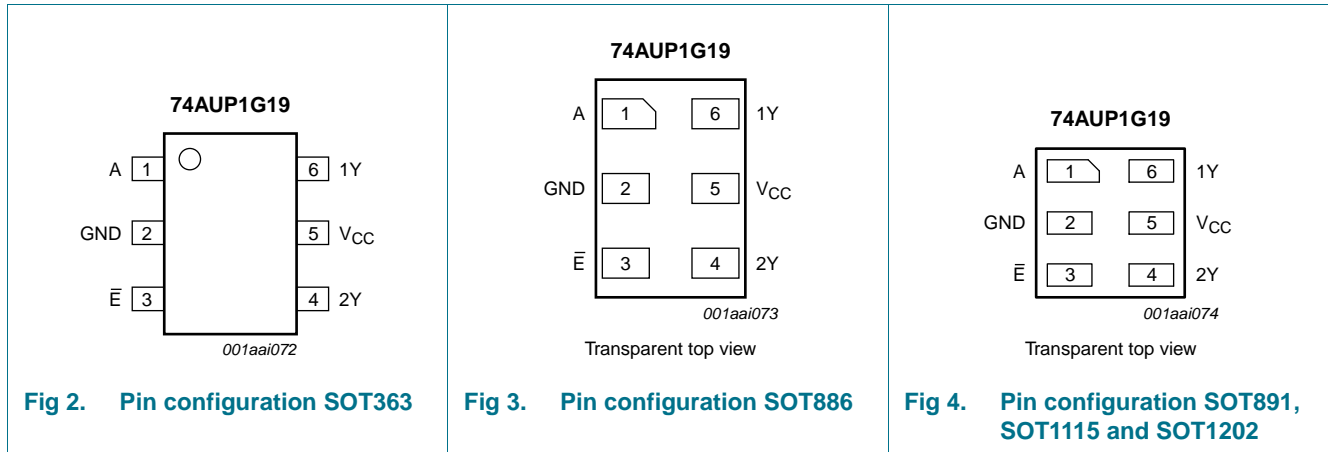 74AUP1G19
A 1 6 1Y
GND 2 5 VCC
E̅ 3 4 2Y
001aai072
Fig 2. Pin configuration SOT363
74AUP1G19
A 1 6 1Y
GND 2 5 VCC
E̅ 3 4 2Y
001aai073
Transparent top view
Fig 3. Pin configuration SOT886
74AUP1G19
A 1 6 1Y
GND 2 5 VCC
E̅ 3 4 2Y
001aai074
Transparent top view
Fig 4. Pin configuration SOT891,
SOT1115 and SOT1202